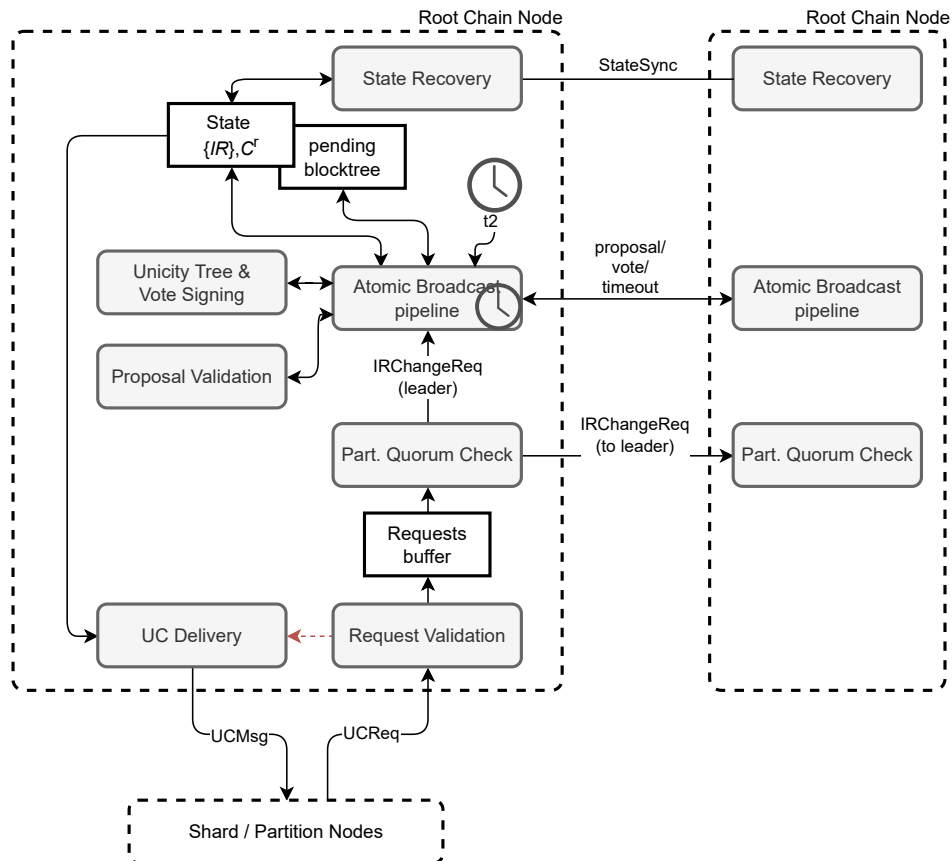 Root Chain Node
Root Chain Node
State Recovery
StateSync
State Recovery
State
{IR},Cʳ
pending
blocktree
t2
Unicity Tree &
Vote Signing
Atomic Broadcast
pipeline
proposal/
vote/
timeout
Atomic Broadcast
pipeline
Proposal Validation
IRChangeReq
(leader)
Part. Quorum Check
IRChangeReq
(to leader)
Part. Quorum Check
Requests
buffer
UC Delivery
Request Validation
UCMsg
UCReq
Shard / Partition Nodes